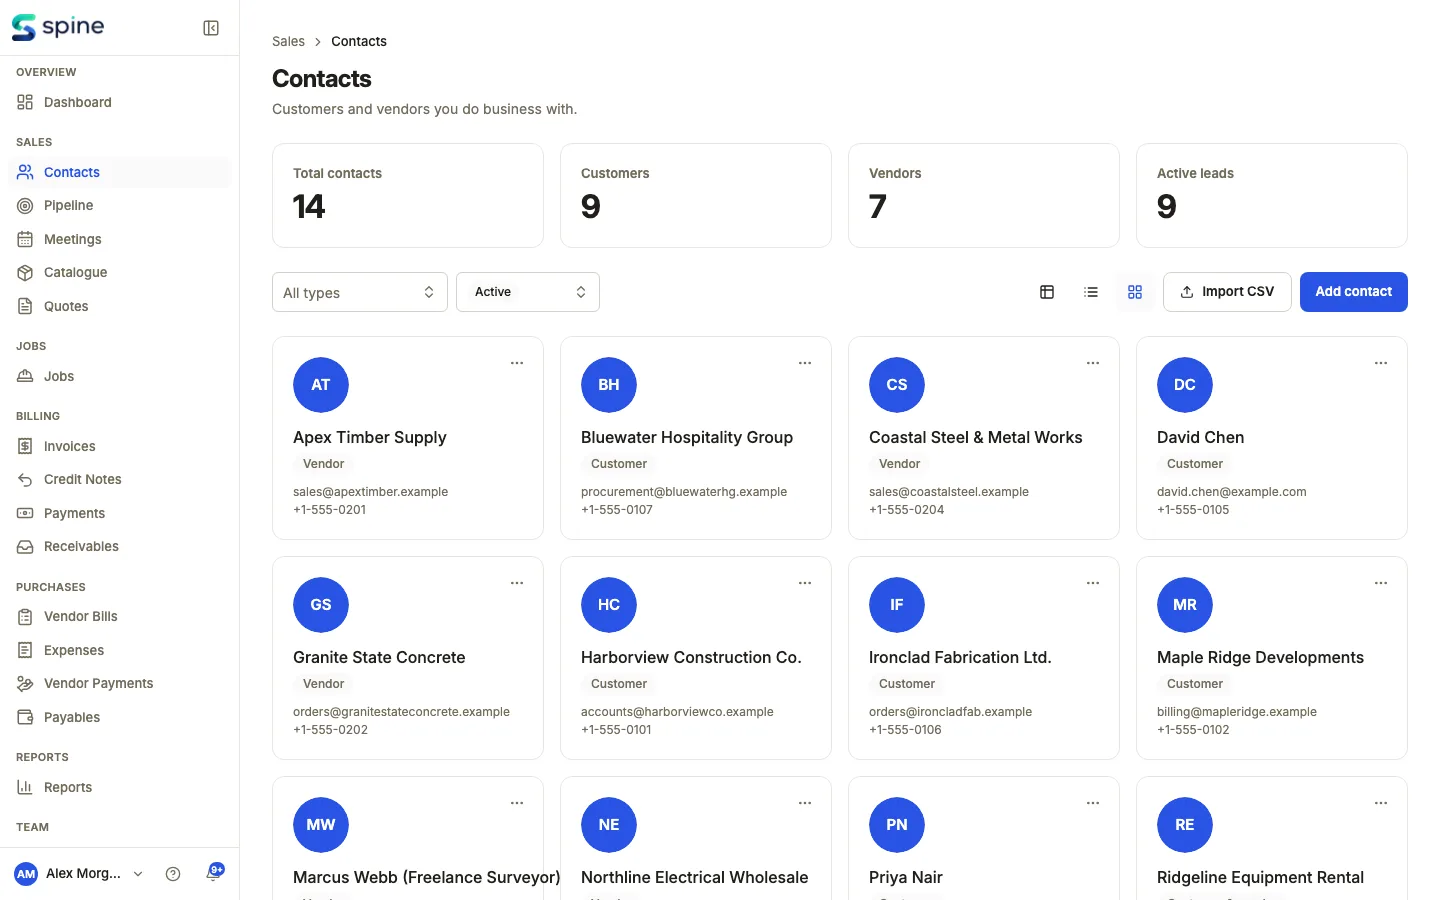 spine
OVERVIEW
Dashboard
SALES
Contacts
Pipeline
Meetings
Catalogue
Quotes
JOBS
Jobs
BILLING
Invoices
Credit Notes
Payments
Receivables
PURCHASES
Vendor Bills
Expenses
Vendor Payments
Payables
REPORTS
Reports
TEAM
AM Alex Morg... 9+
Sales > Contacts
Contacts
Customers and vendors you do business with.
Total contacts
14
Customers
9
Vendors
7
Active leads
9
All types
Active
Import CSV
Add contact
AT
Apex Timber Supply
Vendor
sales@apextimber.example
+1-555-0201
BH
Bluewater Hospitality Group
Customer
procurement@bluewaterhg.example
+1-555-0107
CS
Coastal Steel & Metal Works
Vendor
sales@coastalsteel.example
+1-555-0204
DC
David Chen
Customer
david.chen@example.com
+1-555-0105
GS
Granite State Concrete
Vendor
orders@granitestateconcrete.example
+1-555-0202
HC
Harborview Construction Co.
Customer
accounts@harborviewco.example
+1-555-0101
IF
Ironclad Fabrication Ltd.
Customer
orders@ironcladfab.example
+1-555-0106
MR
Maple Ridge Developments
Customer
billing@mapleridge.example
+1-555-0102
MW
Marcus Webb (Freelance Surveyor)
NE
Northline Electrical Wholesale
PN
Priya Nair
RE
Ridgeline Equipment Rental